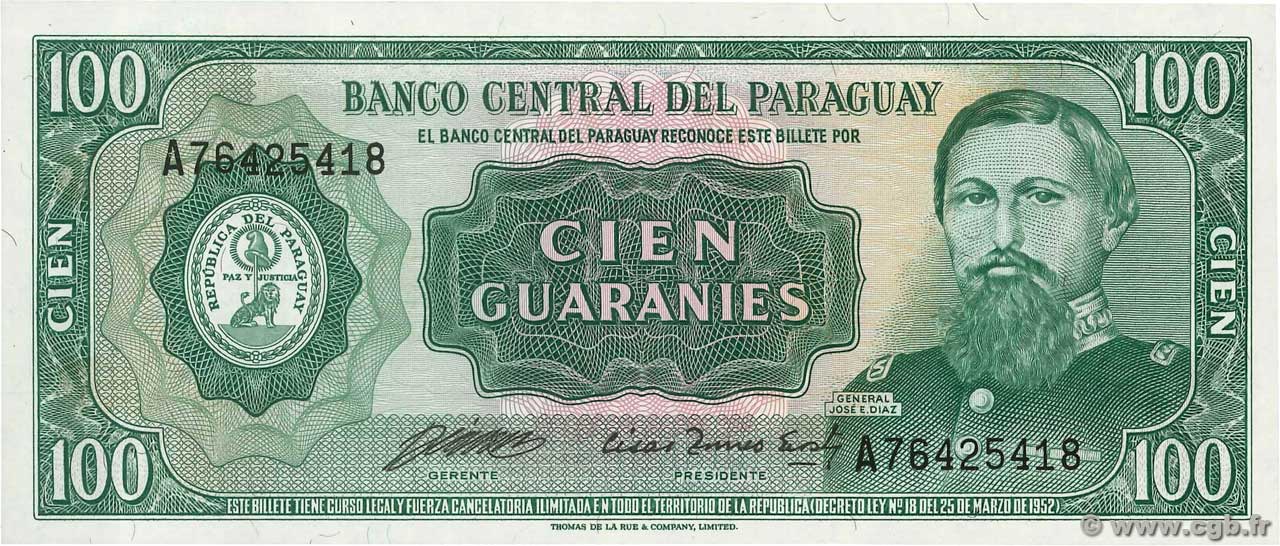 100
100
BANCO CENTRAL DEL PARAGUAY
EL BANCO CENTRAL DEL PARAGUAY RECONOCE ESTE BILLETE POR
A76425418
REPÚBLICA DEL PARAGUAY
PAZ Y JUSTICIA
CIEN
CIEN
GUARANIES
CIEN
GENERAL
JOSÉ E. DIAZ
GERENTE
PRESIDENTE
A76425418
100
100
ESTE BILLETE TIENE CURSO LEGAL Y FUERZA CANCELATORIA ILIMITADA EN TODO EL TERRITORIO DE LA REPUBLICA (DECRETO LEY Nº 18 DEL 25 DE MARZO DE 1952)
THOMAS DE LA RUE & COMPANY, LIMITED.
© www.cgb.fr